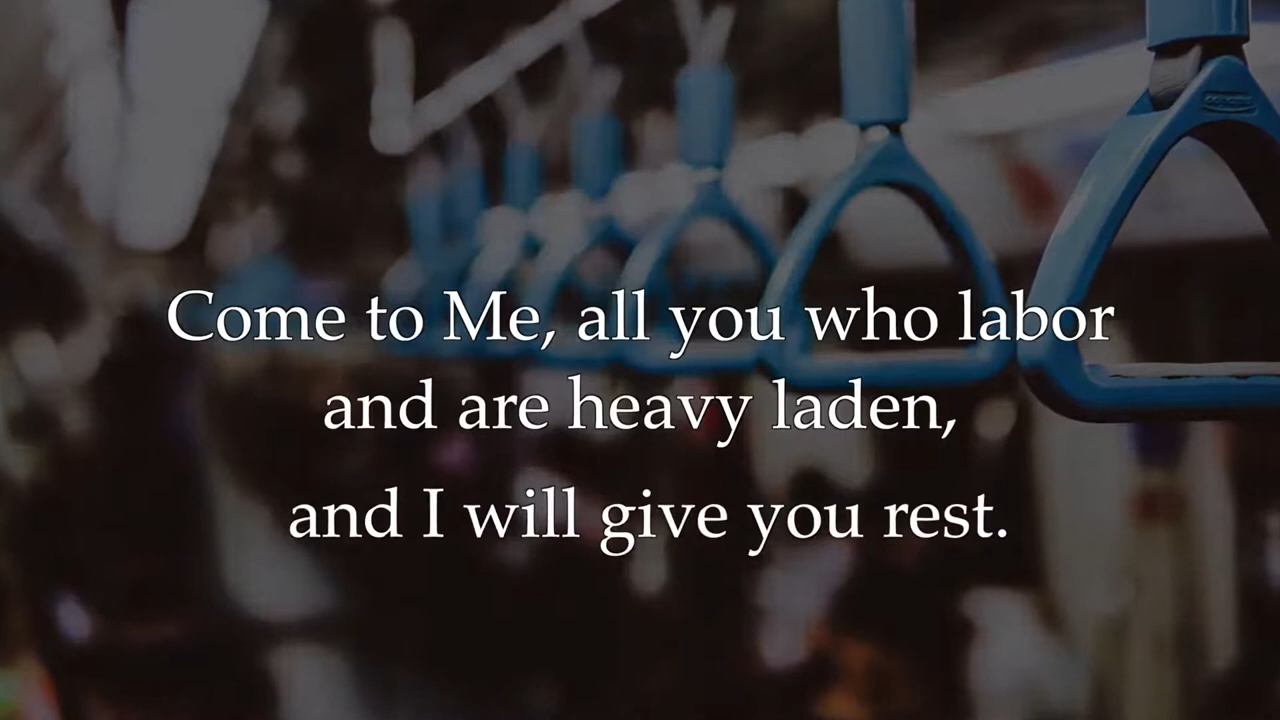 Come to Me, all you who labor
and are heavy laden,
and I will give you rest.